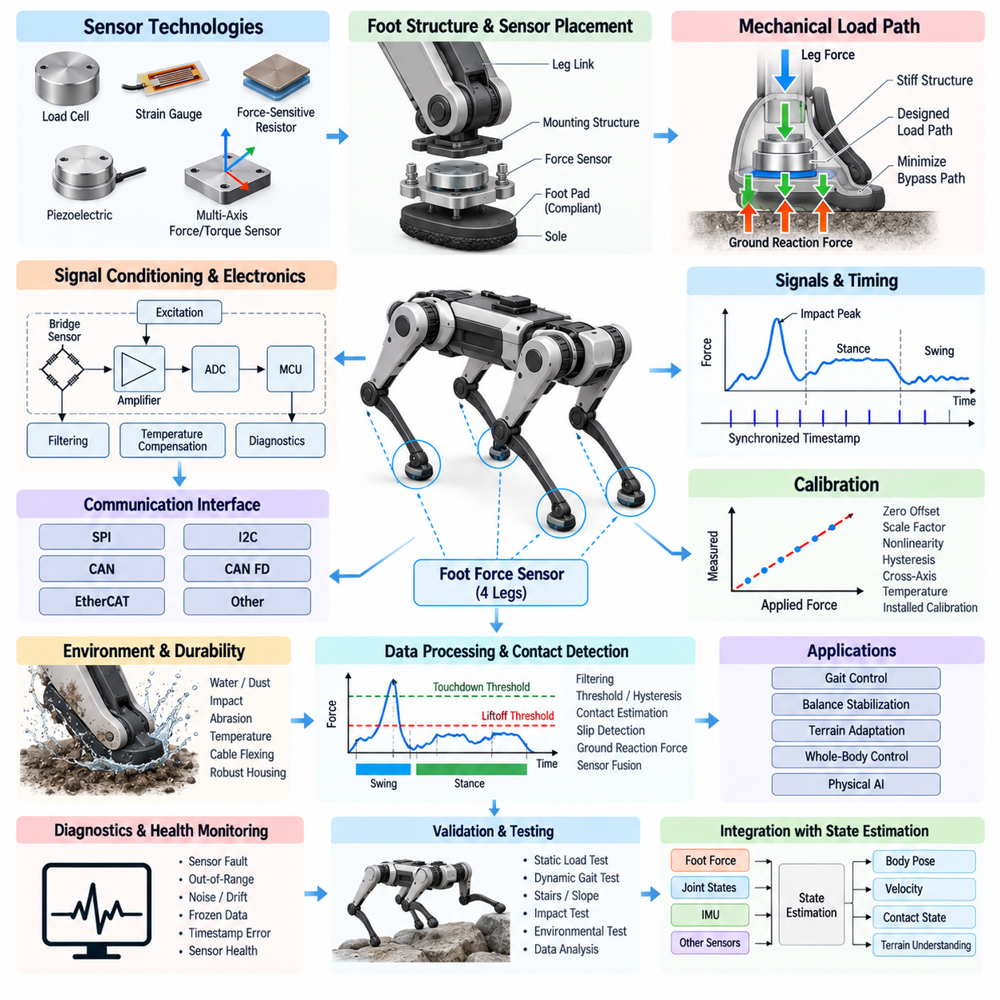 Sensor Technologies
Load Cell
Strain Gauge
Force-Sensitive
Resistor
Piezoelectric
Multi-Axis
Force/Torque Sensor
Foot Structure & Sensor Placement
Leg Link
Mounting Structure
Force Sensor
Foot Pad
(Compliant)
Sole
Mechanical Load Path
Leg Force
Stiff Structure
Designed
Load Path
Minimize
Bypass Path
Ground Reaction Force
Signal Conditioning & Electronics
Excitation
Bridge
Sensor
Amplifier
ADC
MCU
Filtering
Temperature
Compensation
Diagnostics
Signals & Timing
Force
Impact Peak
Stance
Swing
Time
Synchronized Timestamp
Communication Interface
SPI
I2C
CAN
CAN FD
EtherCAT
Other
Foot Force Sensor
(4 Legs)
Calibration
Measured
Applied Force
Zero Offset
Scale Factor
Nonlinearity
Hysteresis
Cross-Axis
Temperature
Installed Calibration
Environment & Durability
Water / Dust
Impact
Abrasion
Temperature
Cable Flexing
Robust Housing
Data Processing & Contact Detection
Force
Touchdown Threshold
Liftoff Threshold
Time
Swing
Stance
Filtering
Threshold / Hysteresis
Contact Estimation
Slip Detection
Ground Reaction Force
Sensor Fusion
Applications
Gait Control
Balance Stabilization
Terrain Adaptation
Whole-Body Control
Physical AI
Diagnostics & Health Monitoring
• Sensor Fault
• Out-of-Range
• Noise / Drift
• Frozen Data
• Timestamp Error
• Sensor Health
Validation & Testing
• Static Load Test
• Dynamic Gait Test
• Stairs / Slope
• Impact Test
• Environmental Test
• Data Analysis
Integration with State Estimation
Foot Force
Joint States
IMU
Other Sensors
State
Estimation
Body Pose
Velocity
Contact State
Terrain Understanding